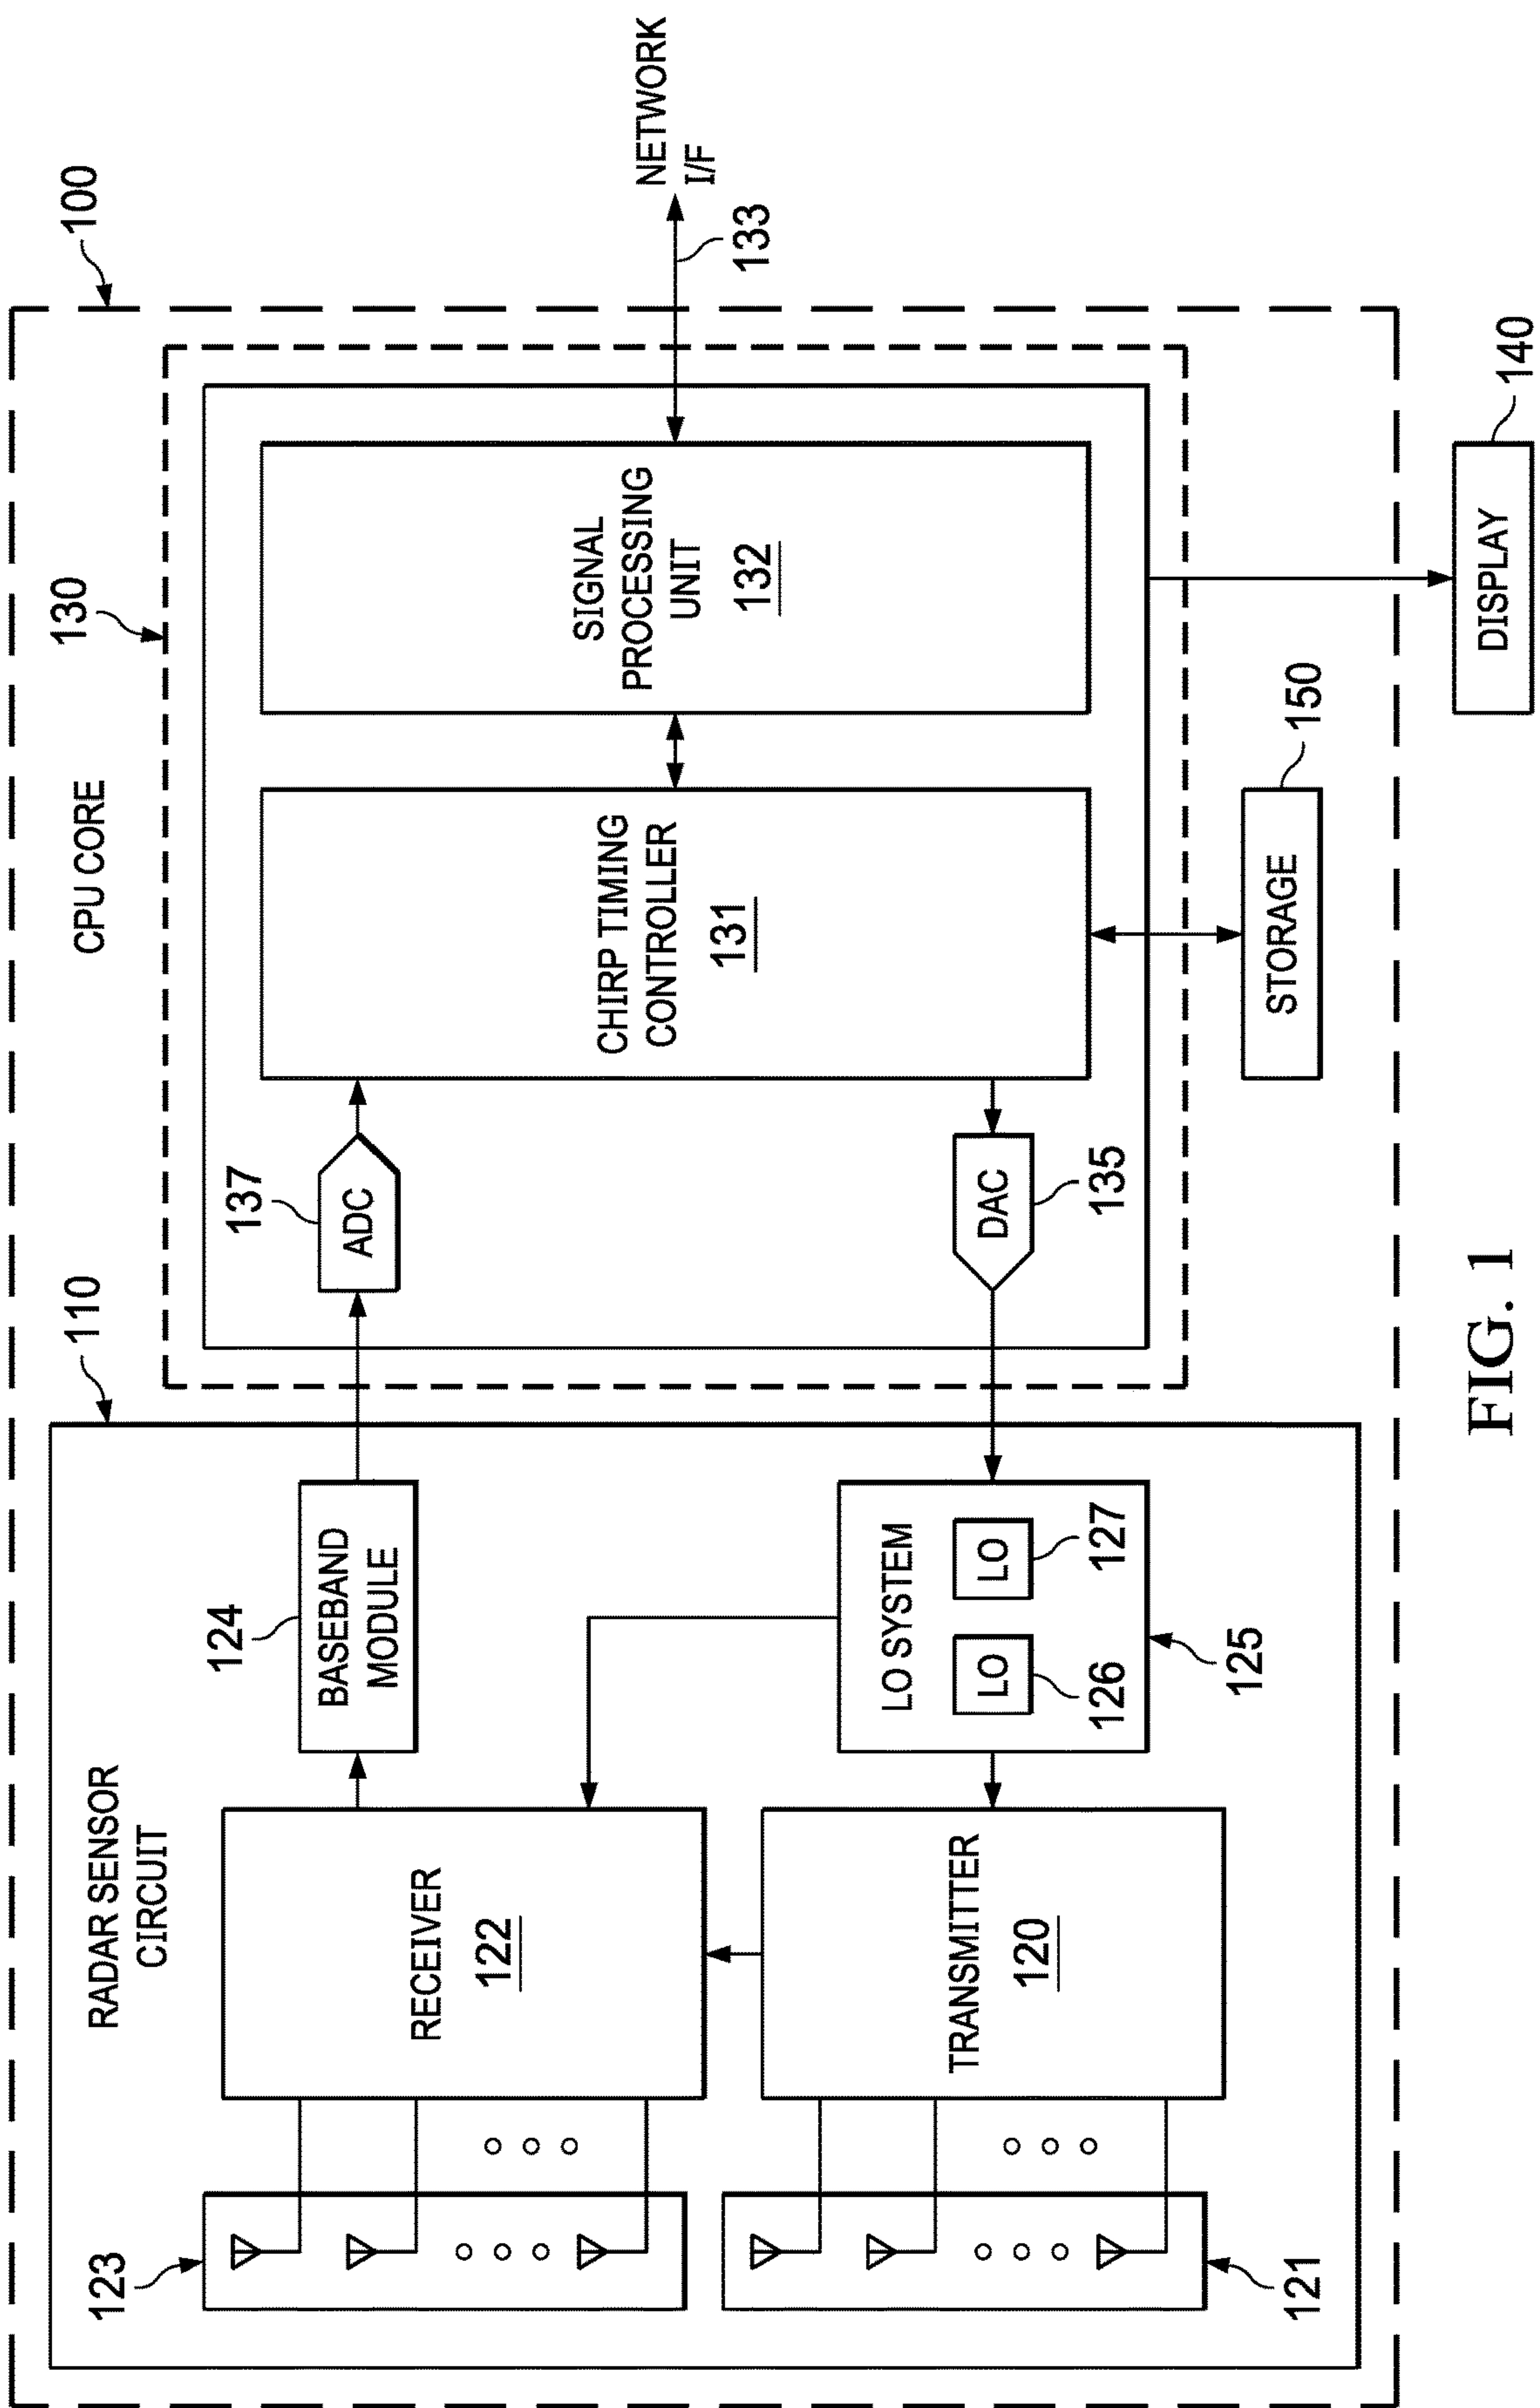 100
CPU CORE
130
110
RADAR SENSOR
CIRCUIT
123
RECEIVER
122
124
BASEBAND
MODULE
137
ADC
CHIRP TIMING
CONTROLLER
131
SIGNAL
PROCESSING
UNIT
132
NETWORK
I/F
133
121
TRANSMITTER
120
LO SYSTEM
LO
LO
126
127
125
DAC
135
STORAGE
150
DISPLAY
140
FIG. 1